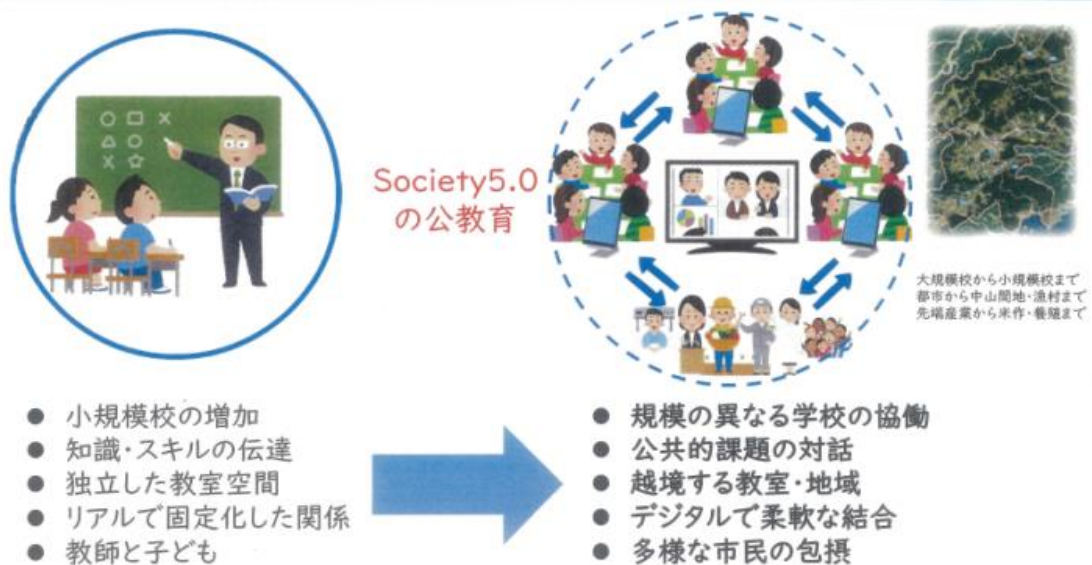 Society5.0
の公教育
大規模校から小規模校まで
都市から中山間地・漁村まで
先端産業から米作・養殖まで
● 小規模校の増加
● 知識・スキルの伝達
● 独立した教室空間
● リアルで固定化した関係
● 教師と子ども
● 規模の異なる学校の協働
● 公共的課題の対話
● 越境する教室・地域
● デジタルで柔軟な結合
● 多様な市民の包摂